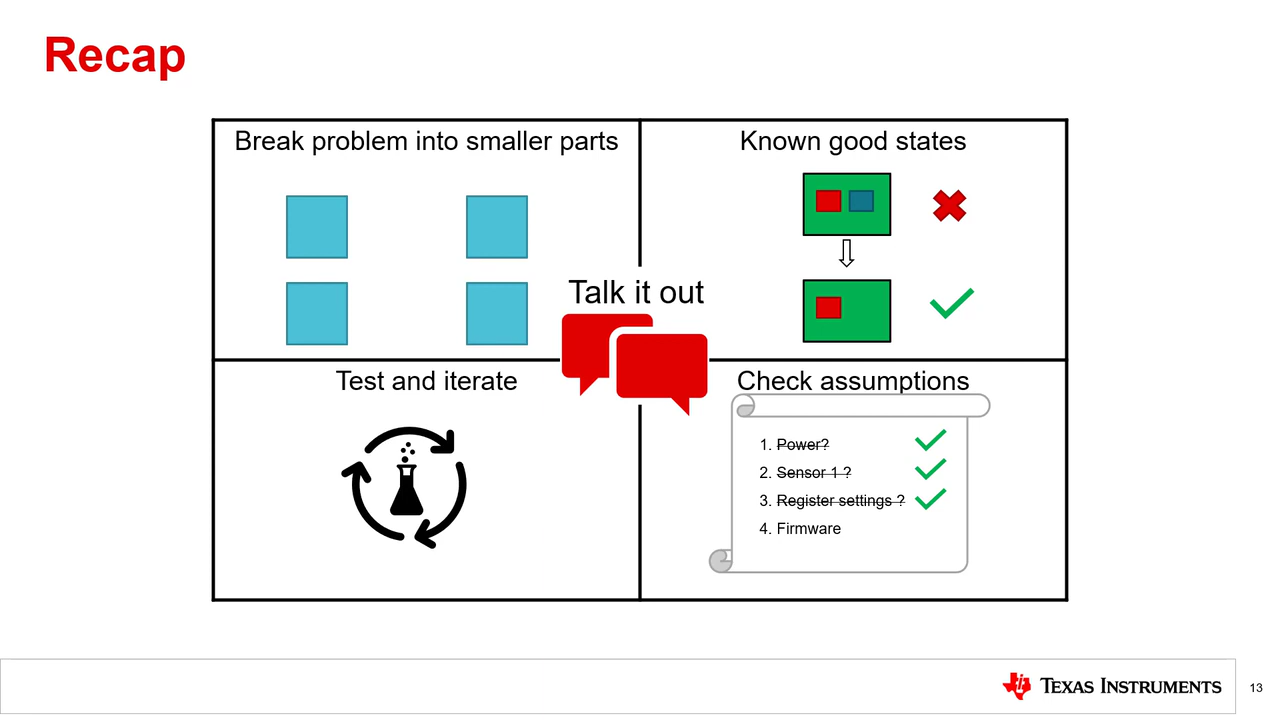 Recap
Break problem into smaller parts
Known good states
Talk it out
Test and iterate
Check assumptions
1. Power?
2. Sensor 1 ?
3. Register settings ?
4. Firmware
TEXAS INSTRUMENTS
13